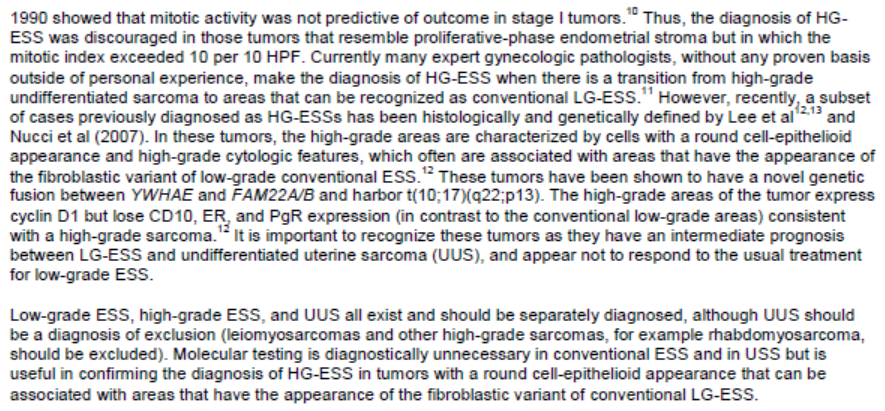 1990 showed that mitotic activity was not predictive of outcome in stage I tumors.10 Thus, the diagnosis of HG-
ESS was discouraged in those tumors that resemble proliferative-phase endometrial stroma but in which the
mitotic index exceeded 10 per 10 HPF. Currently many expert gynecologic pathologists, without any proven basis
outside of personal experience, make the diagnosis of HG-ESS when there is a transition from high-grade
undifferentiated sarcoma to areas that can be recognized as conventional LG-ESS.11 However, recently, a subset
of cases previously diagnosed as HG-ESSs has been histologically and genetically defined by Lee et al12,13 and
Nucci et al (2007). In these tumors, the high-grade areas are characterized by cells with a round cell-epithelioid
appearance and high-grade cytologic features, which often are associated with areas that have the appearance of
the fibroblastic variant of low-grade conventional ESS.12 These tumors have been shown to have a novel genetic
fusion between YWHAE and FAM22A/B and harbor t(10;17)(q22;p13). The high-grade areas of the tumor express
cyclin D1 but lose CD10, ER, and PgR expression (in contrast to the conventional low-grade areas) consistent
with a high-grade sarcoma.12 It is important to recognize these tumors as they have an intermediate prognosis
between LG-ESS and undifferentiated uterine sarcoma (UUS), and appear not to respond to the usual treatment
for low-grade ESS.
Low-grade ESS, high-grade ESS, and UUS all exist and should be separately diagnosed, although UUS should
be a diagnosis of exclusion (leiomyosarcomas and other high-grade sarcomas, for example rhabdomyosarcoma,
should be excluded). Molecular testing is diagnostically unnecessary in conventional ESS and in USS but is
useful in confirming the diagnosis of HG-ESS in tumors with a round cell-epithelioid appearance that can be
associated with areas that have the appearance of the fibroblastic variant of conventional LG-ESS.